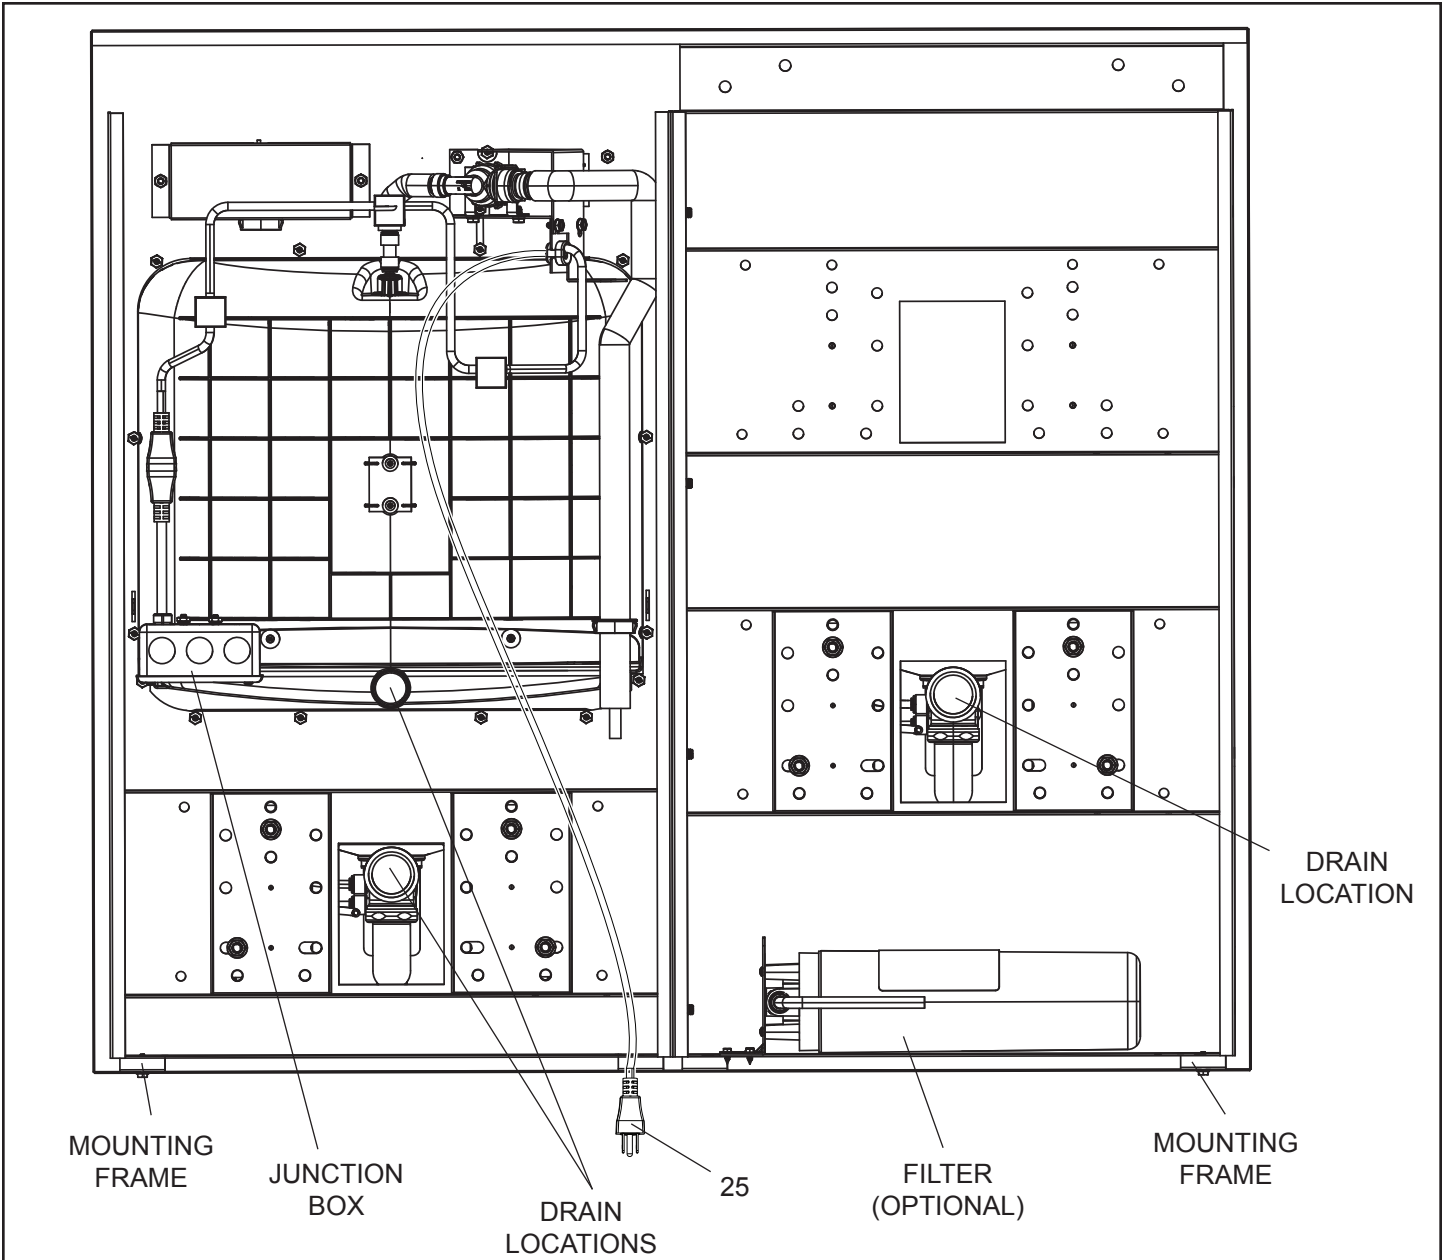 DRAIN
LOCATION
MOUNTING
FRAME
JUNCTION
BOX
DRAIN
LOCATIONS
25
FILTER
(OPTIONAL)
MOUNTING
FRAME